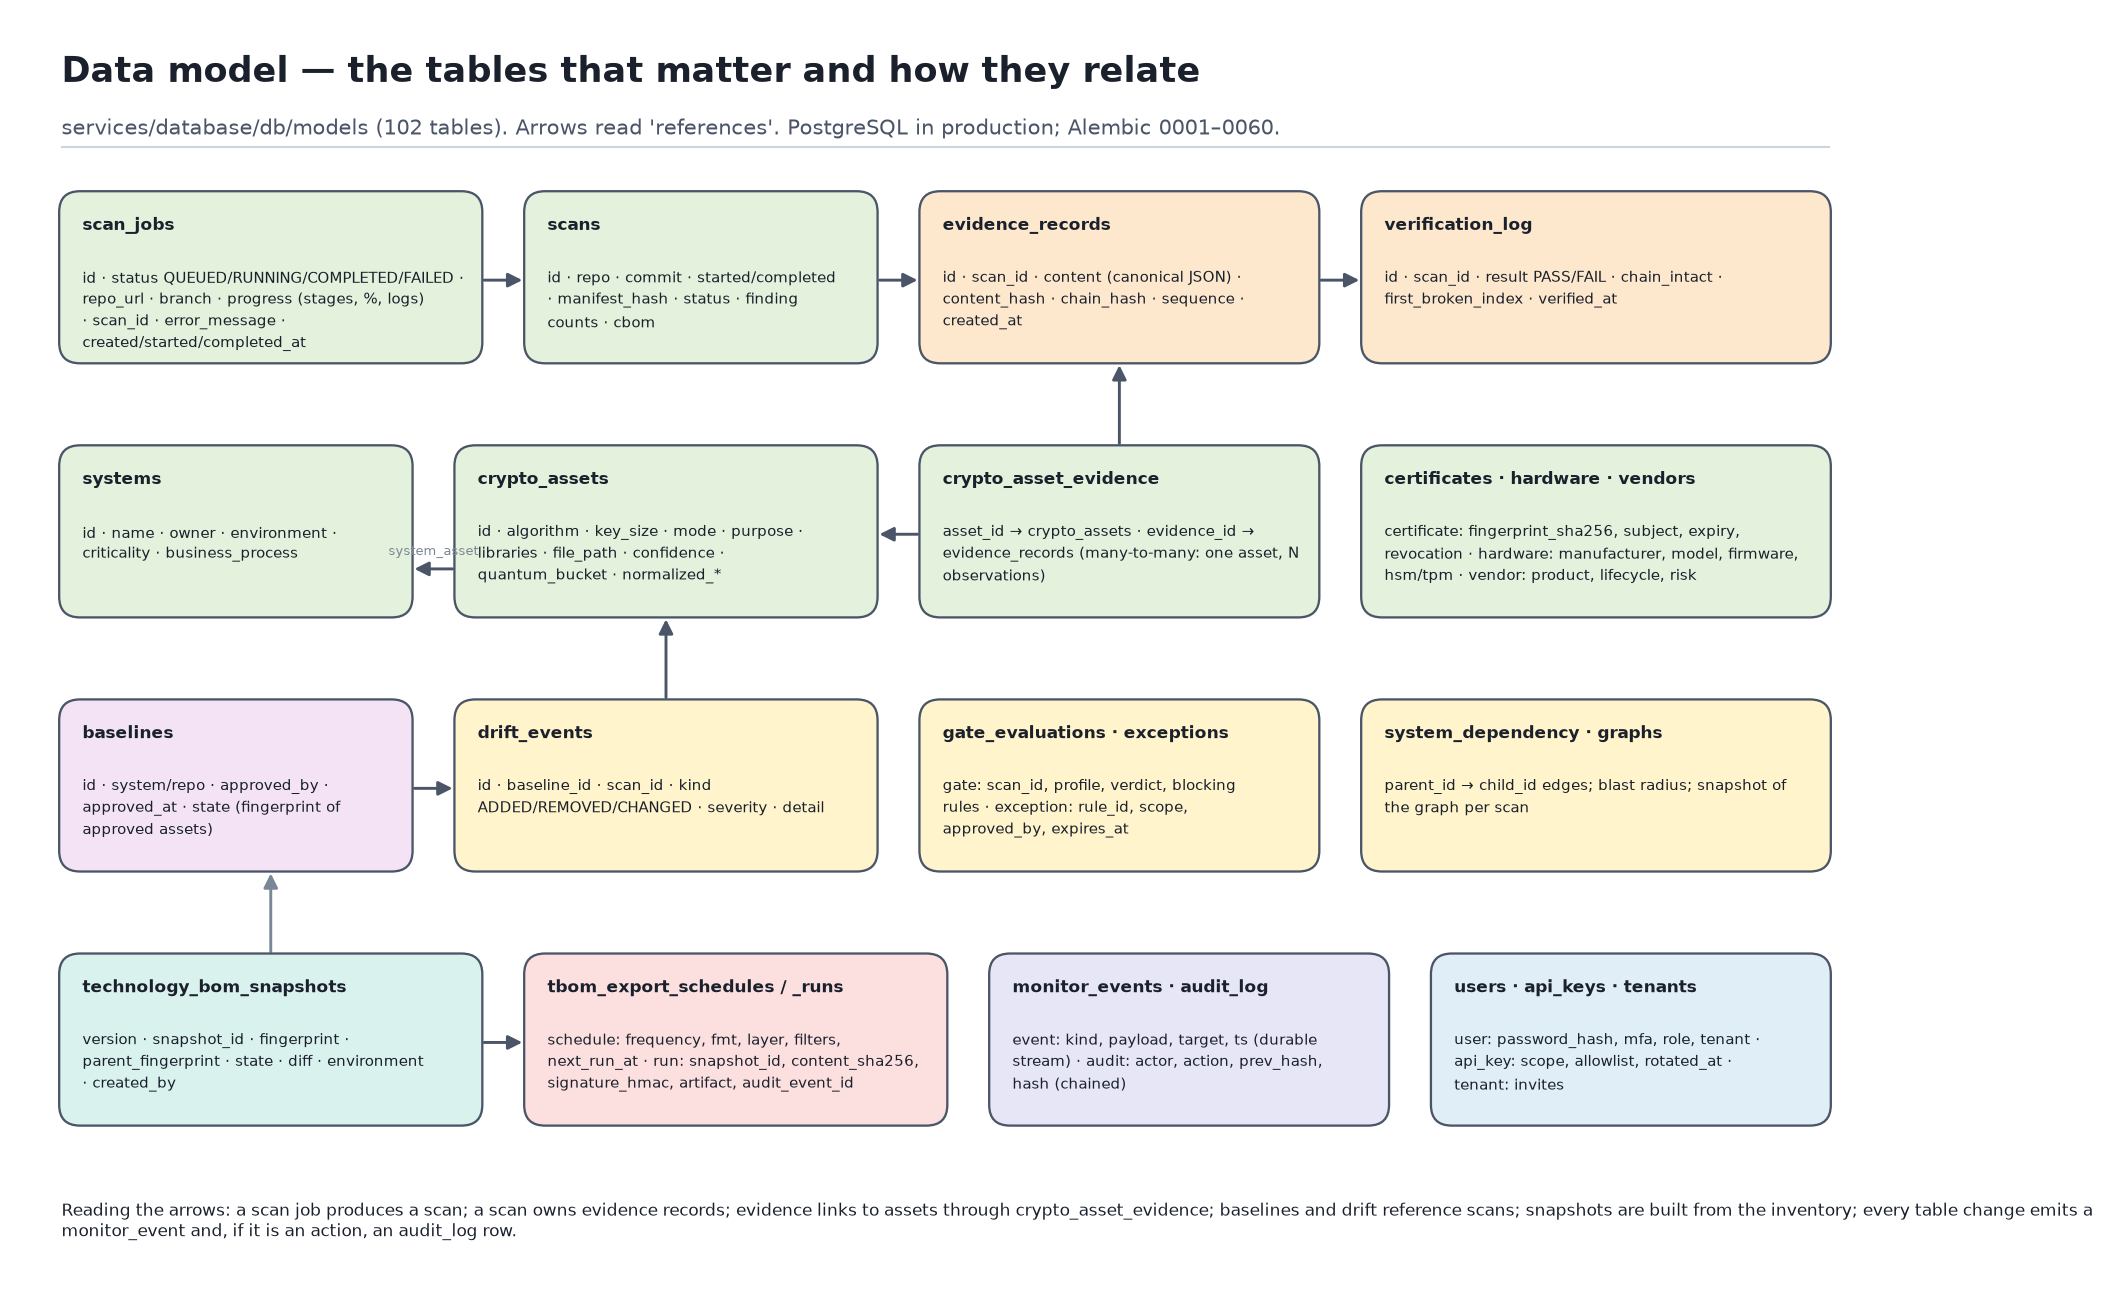 Data model — the tables that matter and how they relate
services/database/db/models (102 tables). Arrows read 'references'. PostgreSQL in production; Alembic 0001–0060.
scan_jobs
id · status QUEUED/RUNNING/COMPLETED/FAILED ·
repo_url · branch · progress (stages, %, logs)
· scan_id · error_message ·
created/started/completed_at
scans
id · repo · commit · started/completed
· manifest_hash · status · finding
counts · cbom
evidence_records
id · scan_id · content (canonical JSON) ·
content_hash · chain_hash · sequence ·
created_at
verification_log
id · scan_id · result PASS/FAIL · chain_intact ·
first_broken_index · verified_at
systems
id · name · owner · environment ·
criticality · business_process
system_asset
crypto_assets
id · algorithm · key_size · mode · purpose ·
libraries · file_path · confidence ·
quantum_bucket · normalized_*
crypto_asset_evidence
asset_id → crypto_assets · evidence_id →
evidence_records (many-to-many: one asset, N
observations)
certificates · hardware · vendors
certificate: fingerprint_sha256, subject, expiry,
revocation · hardware: manufacturer, model, firmware,
hsm/tpm · vendor: product, lifecycle, risk
baselines
id · system/repo · approved_by ·
approved_at · state (fingerprint of
approved assets)
drift_events
id · baseline_id · scan_id · kind
ADDED/REMOVED/CHANGED · severity · detail
gate_evaluations · exceptions
gate: scan_id, profile, verdict, blocking
rules · exception: rule_id, scope,
approved_by, expires_at
system_dependency · graphs
parent_id → child_id edges; blast radius; snapshot of
the graph per scan
technology_bom_snapshots
version · snapshot_id · fingerprint ·
parent_fingerprint · state · diff · environment
· created_by
tbom_export_schedules / _runs
schedule: frequency, fmt, layer, filters,
next_run_at · run: snapshot_id, content_sha256,
signature_hmac, artifact, audit_event_id
monitor_events · audit_log
event: kind, payload, target, ts (durable
stream) · audit: actor, action, prev_hash,
hash (chained)
users · api_keys · tenants
user: password_hash, mfa, role, tenant ·
api_key: scope, allowlist, rotated_at ·
tenant: invites
Reading the arrows: a scan job produces a scan; a scan owns evidence records; evidence links to assets through crypto_asset_evidence; baselines and drift reference scans; snapshots are built from the inventory; every table change emits a
monitor_event and, if it is an action, an audit_log row.